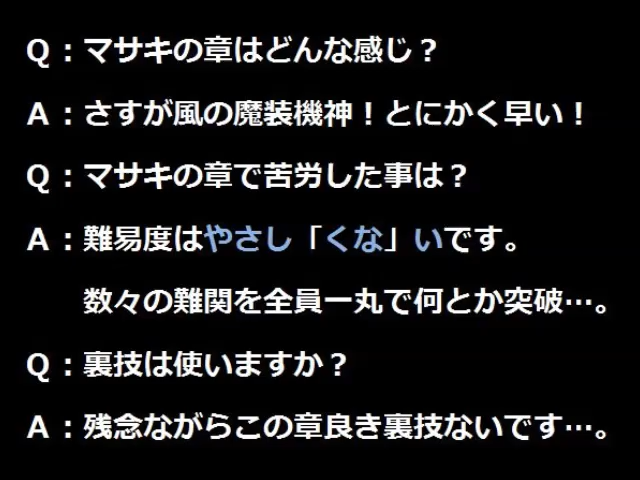 Q：マサキの章はどんな感じ？
A：さすが風の魔装機神！とにかく早い！
Q：マサキの章で苦労した事は？
A：難易度はやさし「くな」いです。
数々の難関を全員一丸で何とか突破…。
Q：裏技は使いますか？
A：残念ながらこの章良き裏技ないです…。